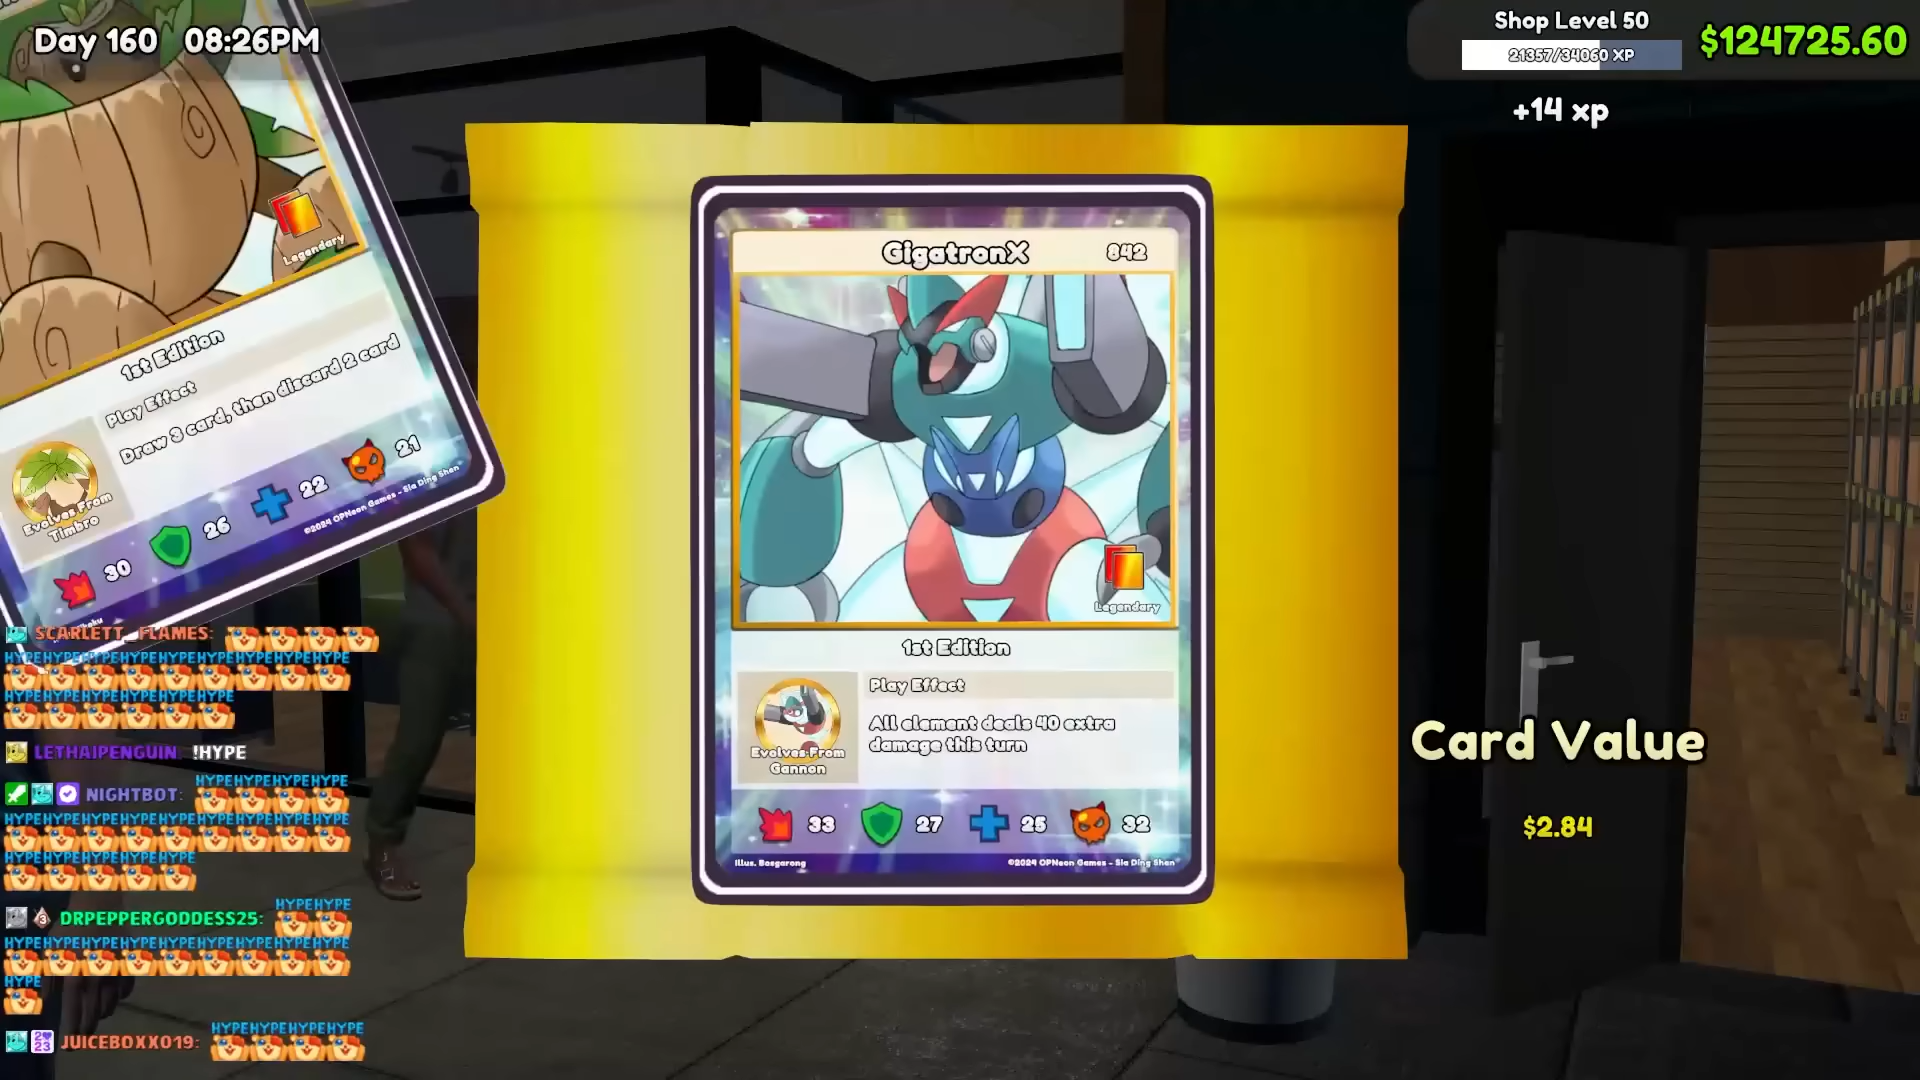 Day 160 08:26PM
Shop Level 50
$124725.60
21357/34060 XP
+14 xp
Legendary
1st Edition
Play Effect
Draw 3 card, then discard 2 card
Evolves From
Timbro
30
26
22
21
©2024 OPNeon Games - Sia Ding Shen
GigatronX 842
Legendary
1st Edition
Play Effect
All element deals 40 extra
damage this turn
Evolves From
Gannon
33 27 25 32
Illus. Bosgarong
©2024 OPNeon Games - Sia Ding Shen
Card Value
$2.84
SCARLETT_FLAMES:
HYPEHYPEHYPEHYPEHYPEHYPEHYPEHYPEHYPE
HYPEHYPEHYPEHYPEHYPEHYPE
LETHAIPENGUIN: !HYPE
HYPEHYPEHYPEHYPE
NIGHTBOT:
HYPEHYPEHYPEHYPEHYPEHYPEHYPEHYPEHYPE
HYPEHYPEHYPEHYPEHYPE
HYPEHYPE
DRPEPPERGODDESS25:
HYPEHYPEHYPEHYPEHYPEHYPEHYPEHYPEHYPE
HYPE
HYPEHYPEHYPEHYPE
JUICEBOXX019: